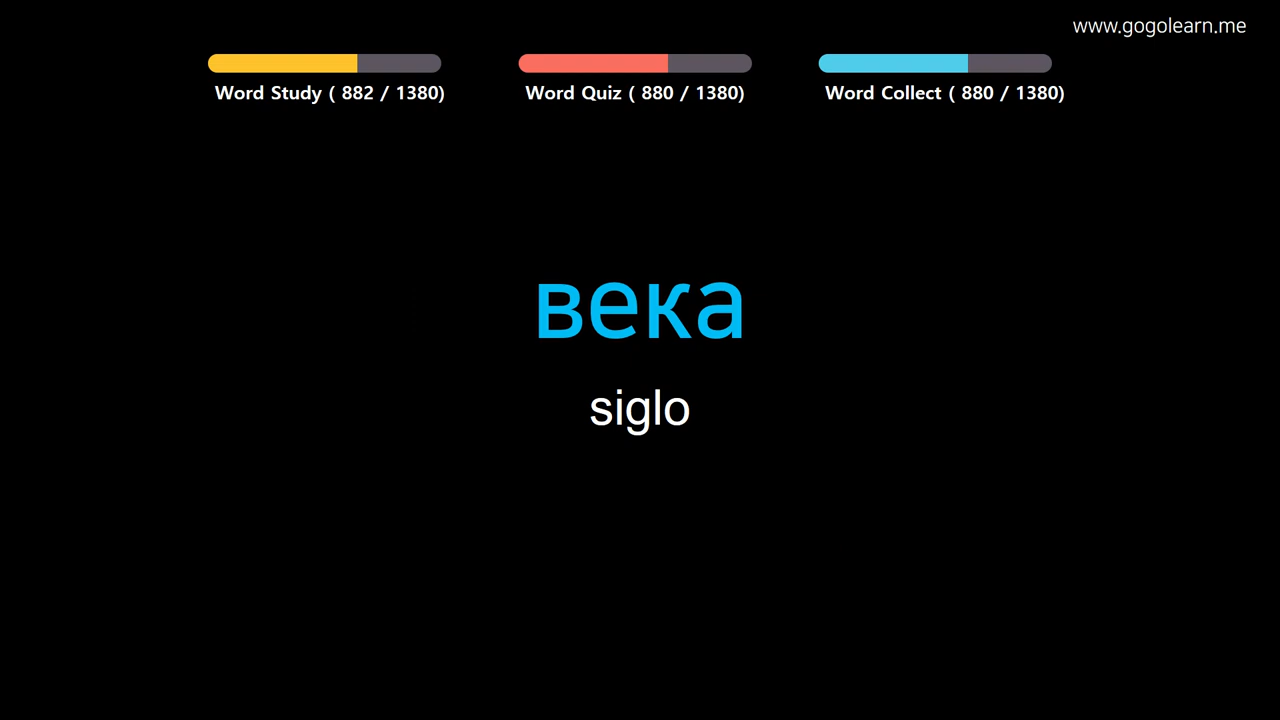 www.gogolearn.me
Word Study ( 882 / 1380)
Word Quiz ( 880 / 1380)
Word Collect ( 880 / 1380)
века
siglo